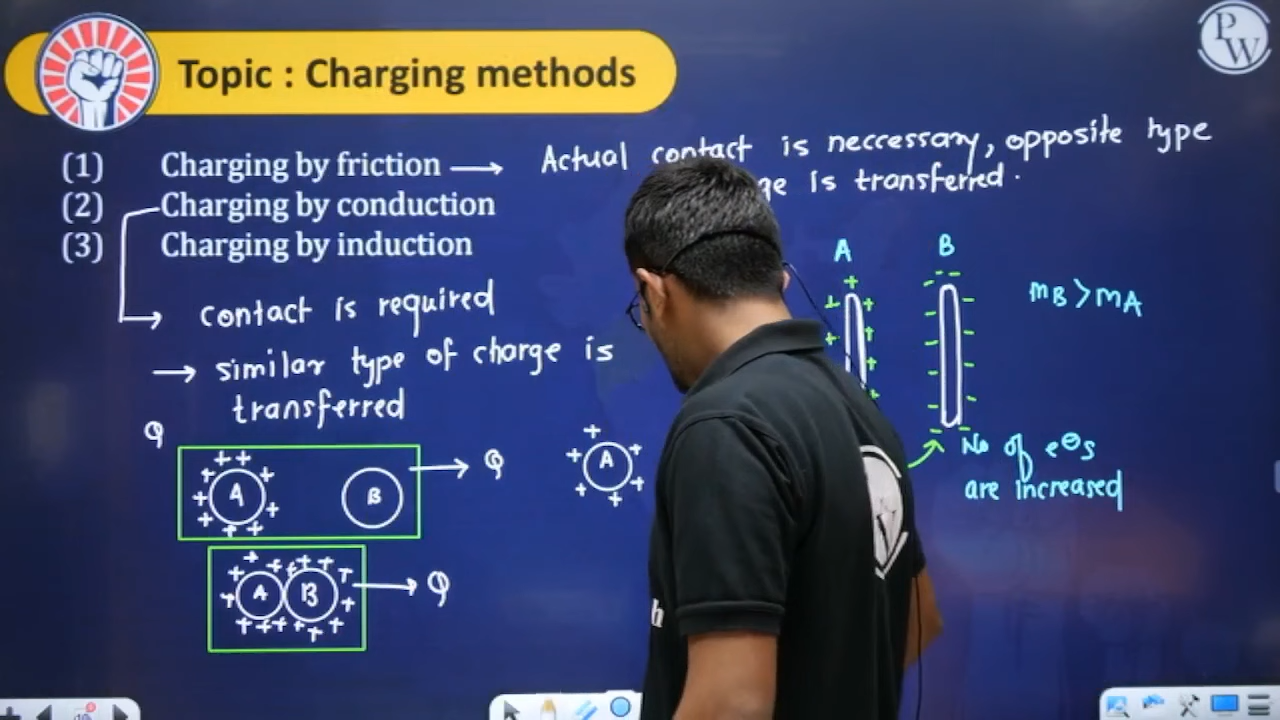 Topic : Charging methods
PW
(1) Charging by friction → Actual contact is neccessary, opposite type
ge is transferred.
(2) Charging by conduction
(3) Charging by induction
→ contact is required
→ similar type of charge is
transferred
A B
mB > mA
Q
A B → Q
A
A B → Q
No of e⊖s
are increased
h